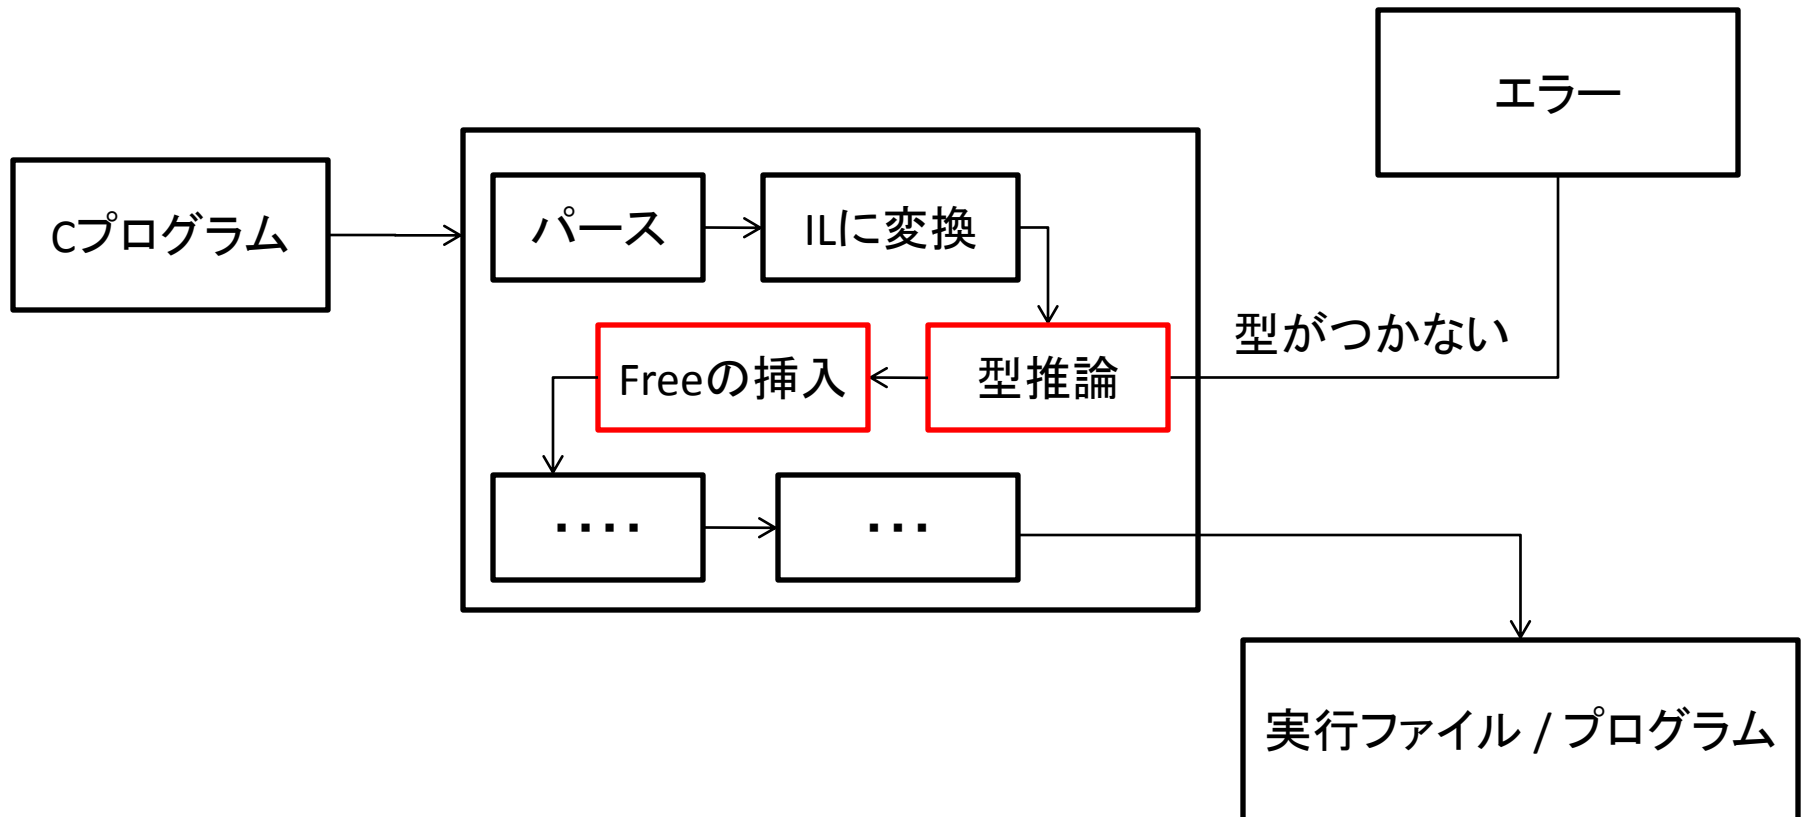 エラー
Cプログラム
パース
ILに変換
型がつかない
Freeの挿入
型推論
････
･･･
実行ファイル / プログラム